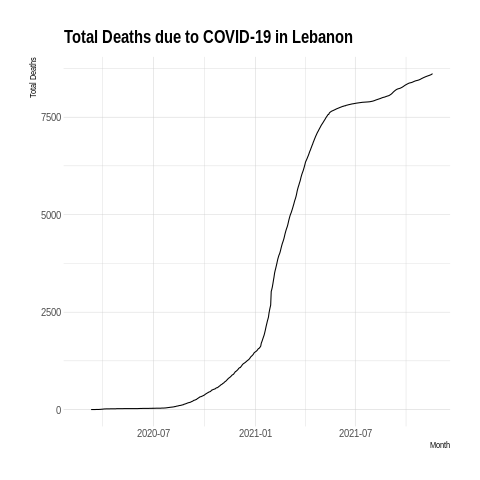 Total Deaths due to COVID-19 in Lebanon
Total Deaths
7500
5000
2500
0
2020-07 2021-01 2021-07
Month